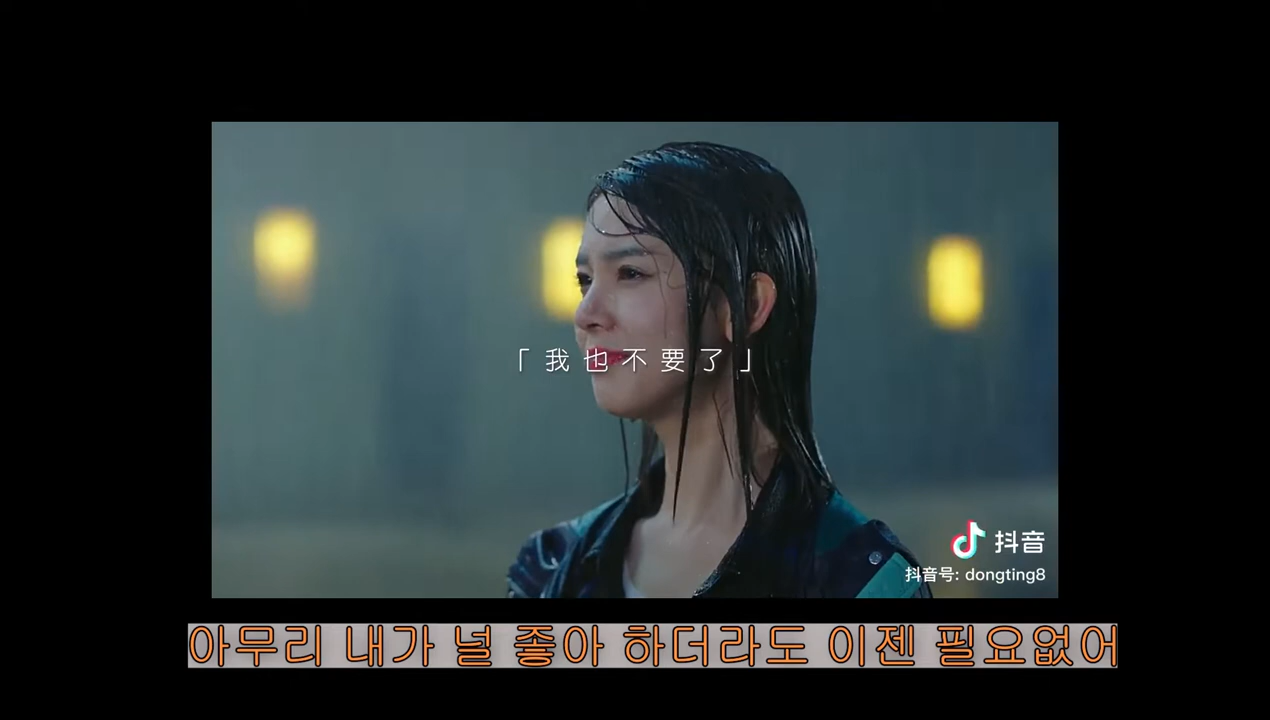 「我也不要了」
抖音
抖音号: dongting8
아무리 내가 널 좋아 하더라도 이젠 필요없어